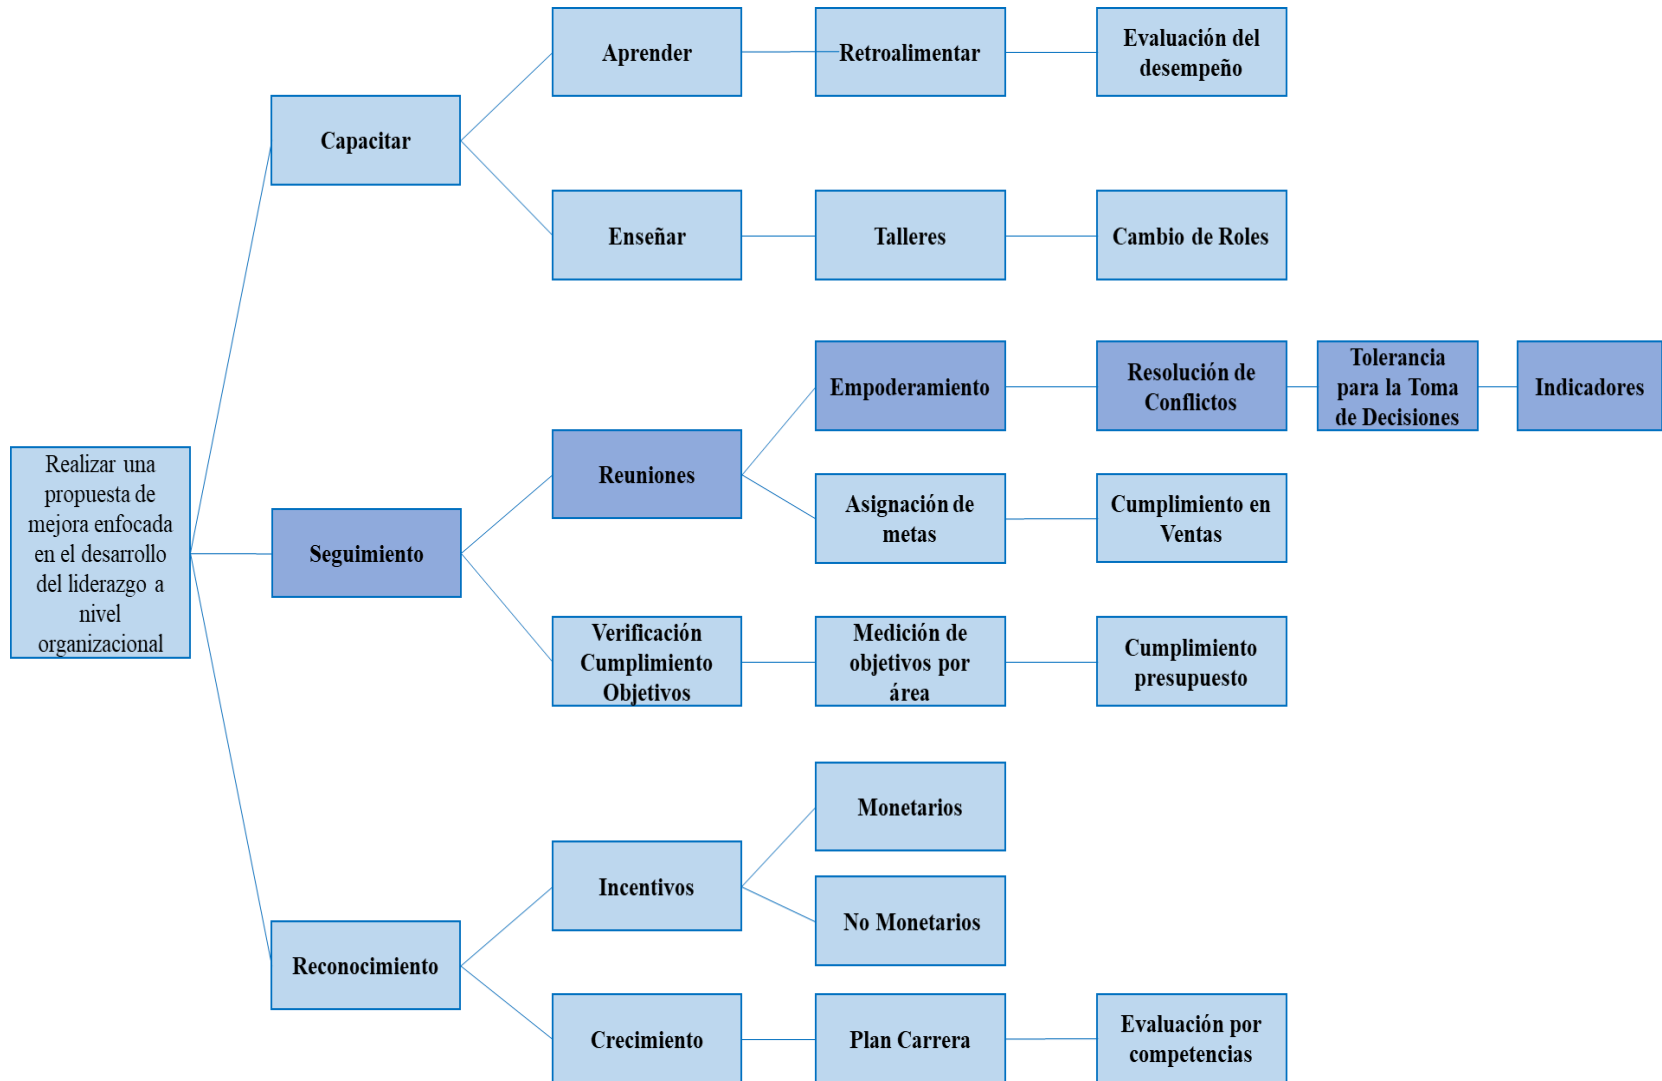 Aprender
Retroalimentar
Evaluación del
desempeño
Capacitar
Enseñar
Talleres
Cambio de Roles
Realizar una
propuesta de
mejora enfocada
en el desarrollo
del liderazgo a
nivel
organizacional
Seguimiento
Reuniones
Empoderamiento
Resolución de
Conflictos
Tolerancia
para la Toma
de Decisiones
Indicadores
Asignación de
metas
Cumplimiento en
Ventas
Verificación
Cumplimiento
Objetivos
Medición de
objetivos por
área
Cumplimiento
presupuesto
Reconocimiento
Incentivos
Monetarios
No Monetarios
Crecimiento
Plan Carrera
Evaluación por
competencias